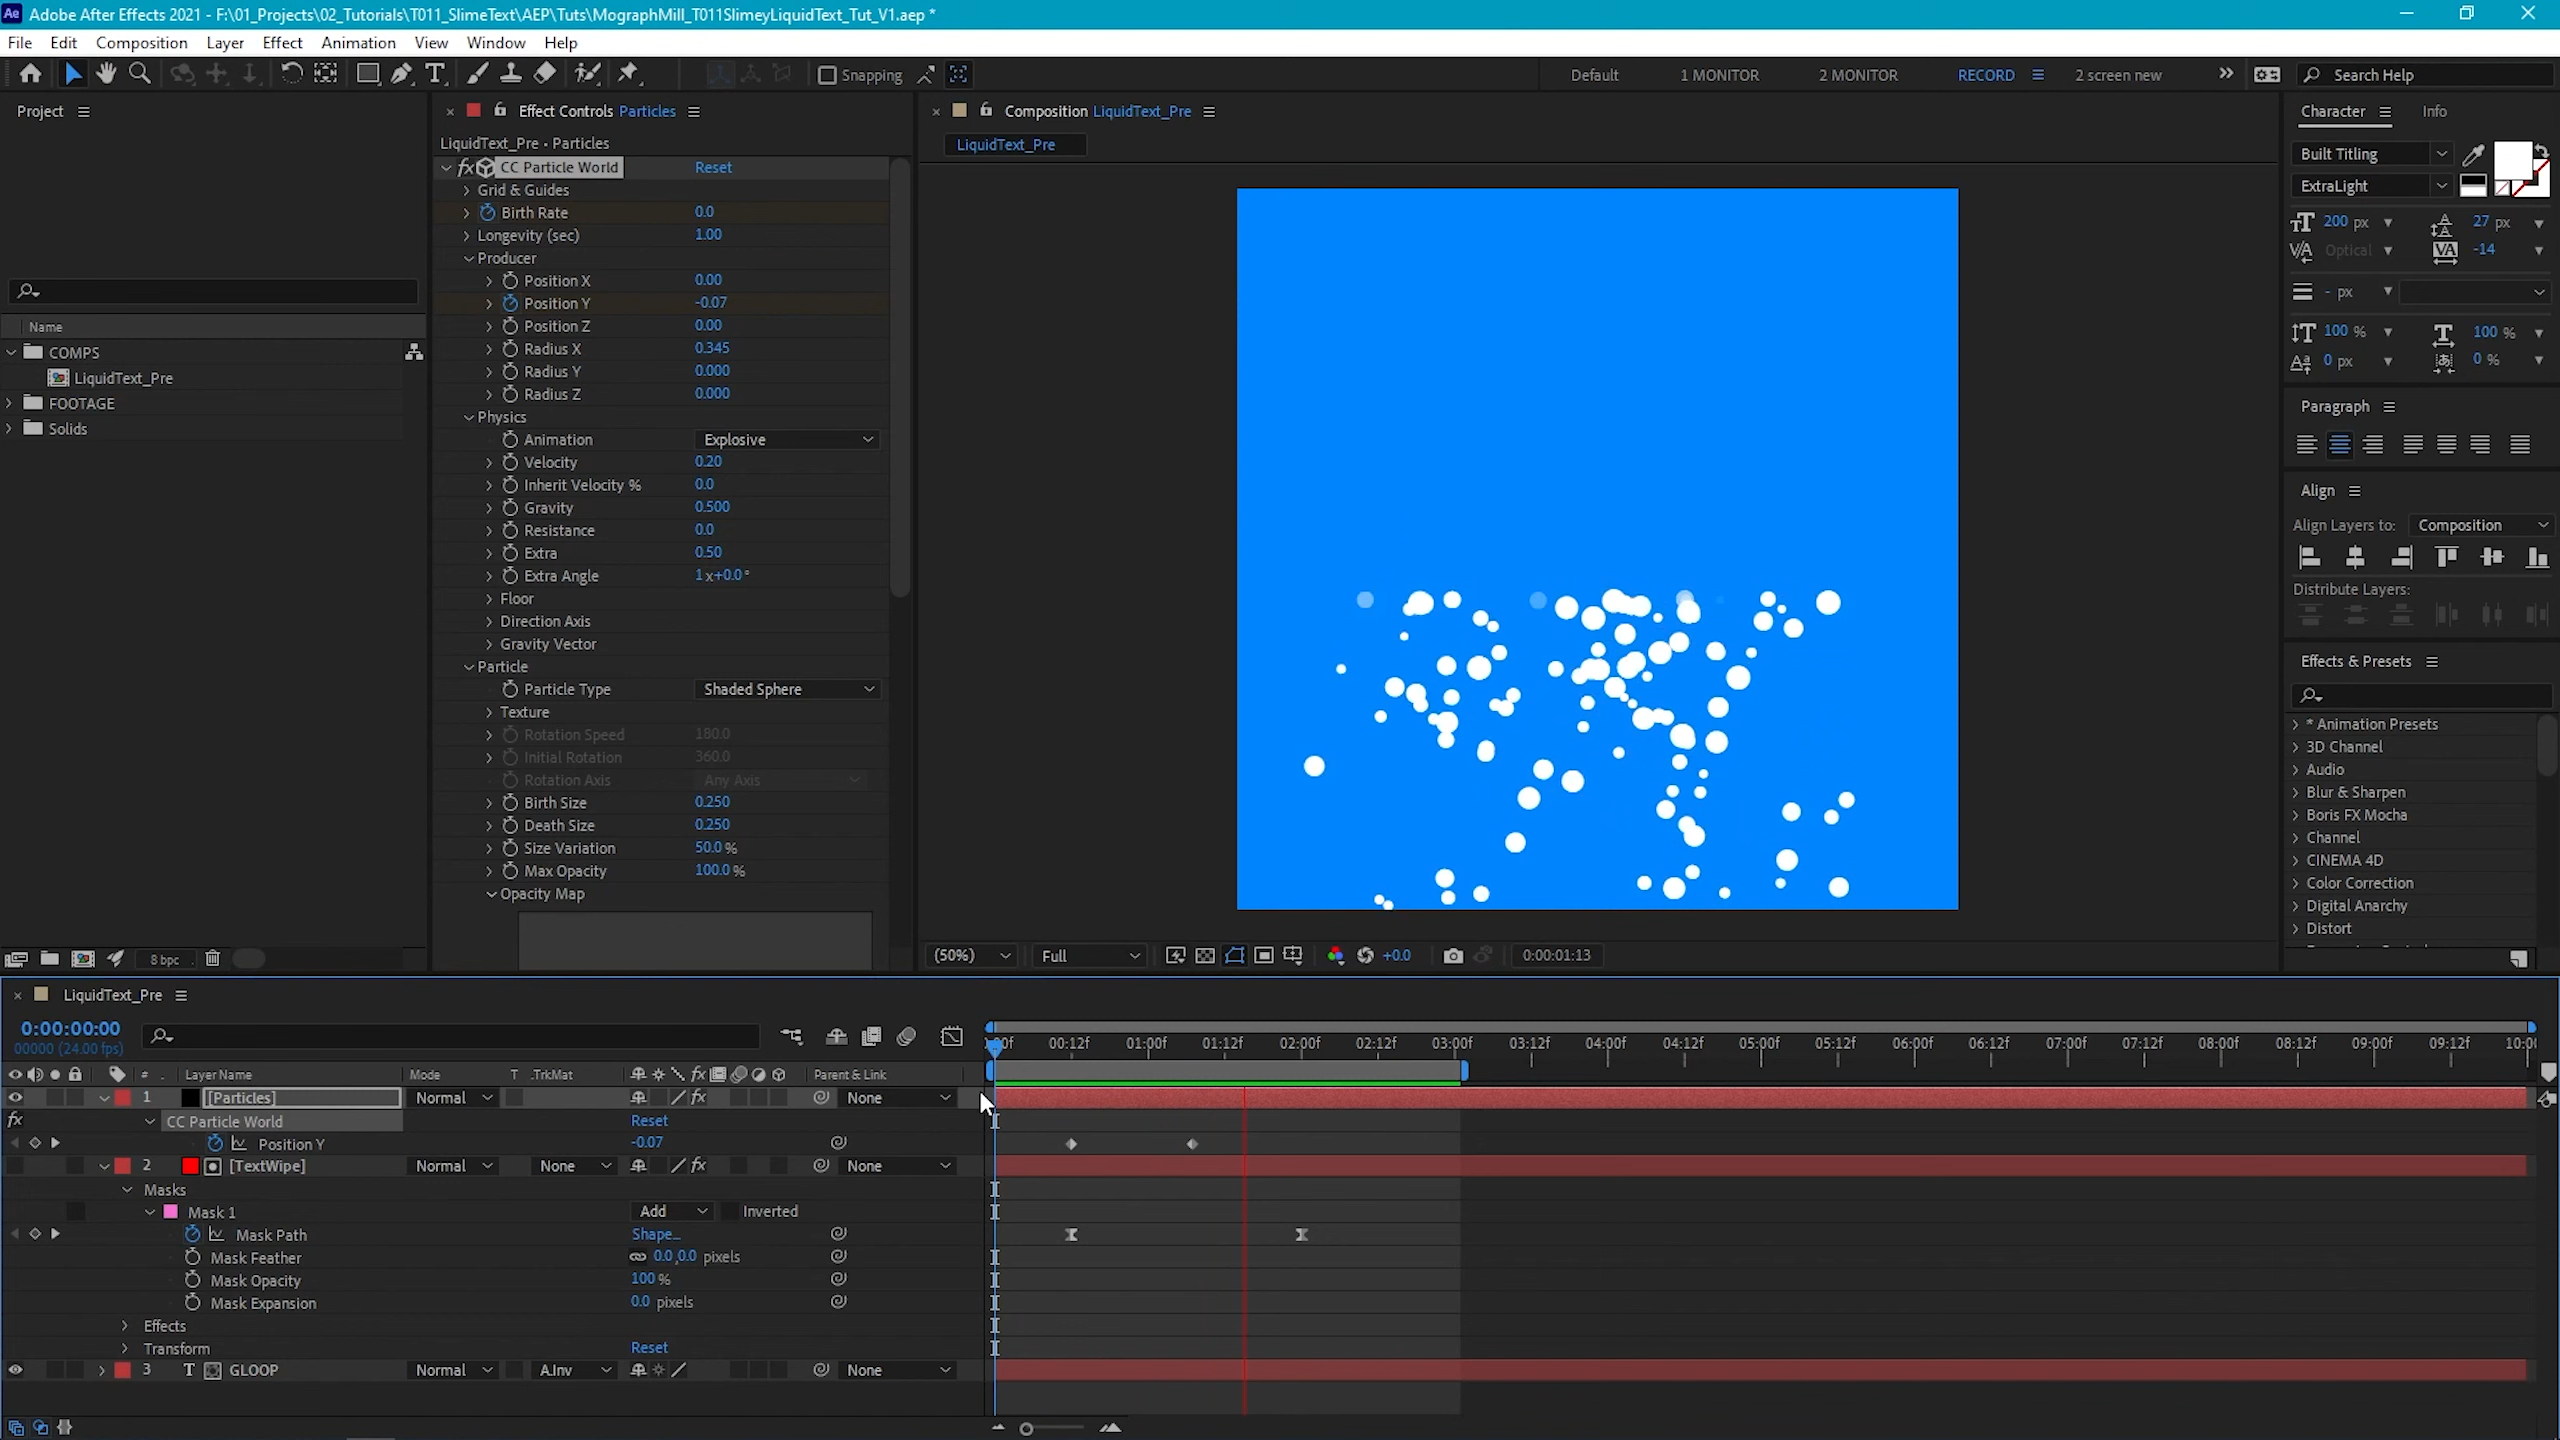 Adobe After Effects 2021 - F:\01_Projects\02_Tutorials\T011_SlimeText\AEP\Tuts\MographMill_T011SlimeyLiquidText_Tut_V1.aep *
File Edit Composition Layer Effect Animation View Window Help
Snapping Default 1 MONITOR 2 MONITOR RECORD 2 screen new Search Help
Project
Name
COMPS
LiquidText_Pre
FOOTAGE
Solids
8 bpc
Effect Controls Particles
LiquidText_Pre • Particles
fx CC Particle World Reset
Grid & Guides
Birth Rate 0.0
Longevity (sec) 1.00
Producer
Position X 0.00
Position Y -0.07
Position Z 0.00
Radius X 0.345
Radius Y 0.000
Radius Z 0.000
Physics
Animation Explosive
Velocity 0.20
Inherit Velocity % 0.0
Gravity 0.500
Resistance 0.0
Extra 0.50
Extra Angle 1x+0.0°
Floor
Direction Axis
Gravity Vector
Particle
Particle Type Shaded Sphere
Texture
Rotation Speed 180.0
Initial Rotation 360.0
Rotation Axis Any Axis
Birth Size 0.250
Death Size 0.250
Size Variation 50.0 %
Max Opacity 100.0 %
Opacity Map
Composition LiquidText_Pre
LiquidText_Pre
(50%) Full +0.0 0:00:01:13
Character Info
Built Titling
ExtraLight
200 px 27 px
Optical -14
- px
100 % 100 %
0 px 0 %
Paragraph
Align
Align Layers to: Composition
Distribute Layers:
Effects & Presets
* Animation Presets
3D Channel
Audio
Blur & Sharpen
Boris FX Mocha
Channel
CINEMA 4D
Color Correction
Digital Anarchy
Distort
LiquidText_Pre
0:00:00:00
00000 (24.00 fps)
00f 00:12f 01:00f 01:12f 02:00f 02:12f 03:00f 03:12f 04:00f 04:12f 05:00f 05:12f 06:00f 06:12f 07:00f 07:12f 08:00f 08:12f 09:00f 09:12f 10:0
# Layer Name Mode T .TrkMat fx Parent & Link
1 [Particles] Normal fx None
fx CC Particle World Reset
Position Y -0.07
2 [TextWipe] Normal None fx None
Masks
Mask 1 Add Inverted
Mask Path Shape...
Mask Feather 0.0,0.0 pixels
Mask Opacity 100 %
Mask Expansion 0.0 pixels
Effects
Transform Reset
3 T GLOOP Normal A.Inv None